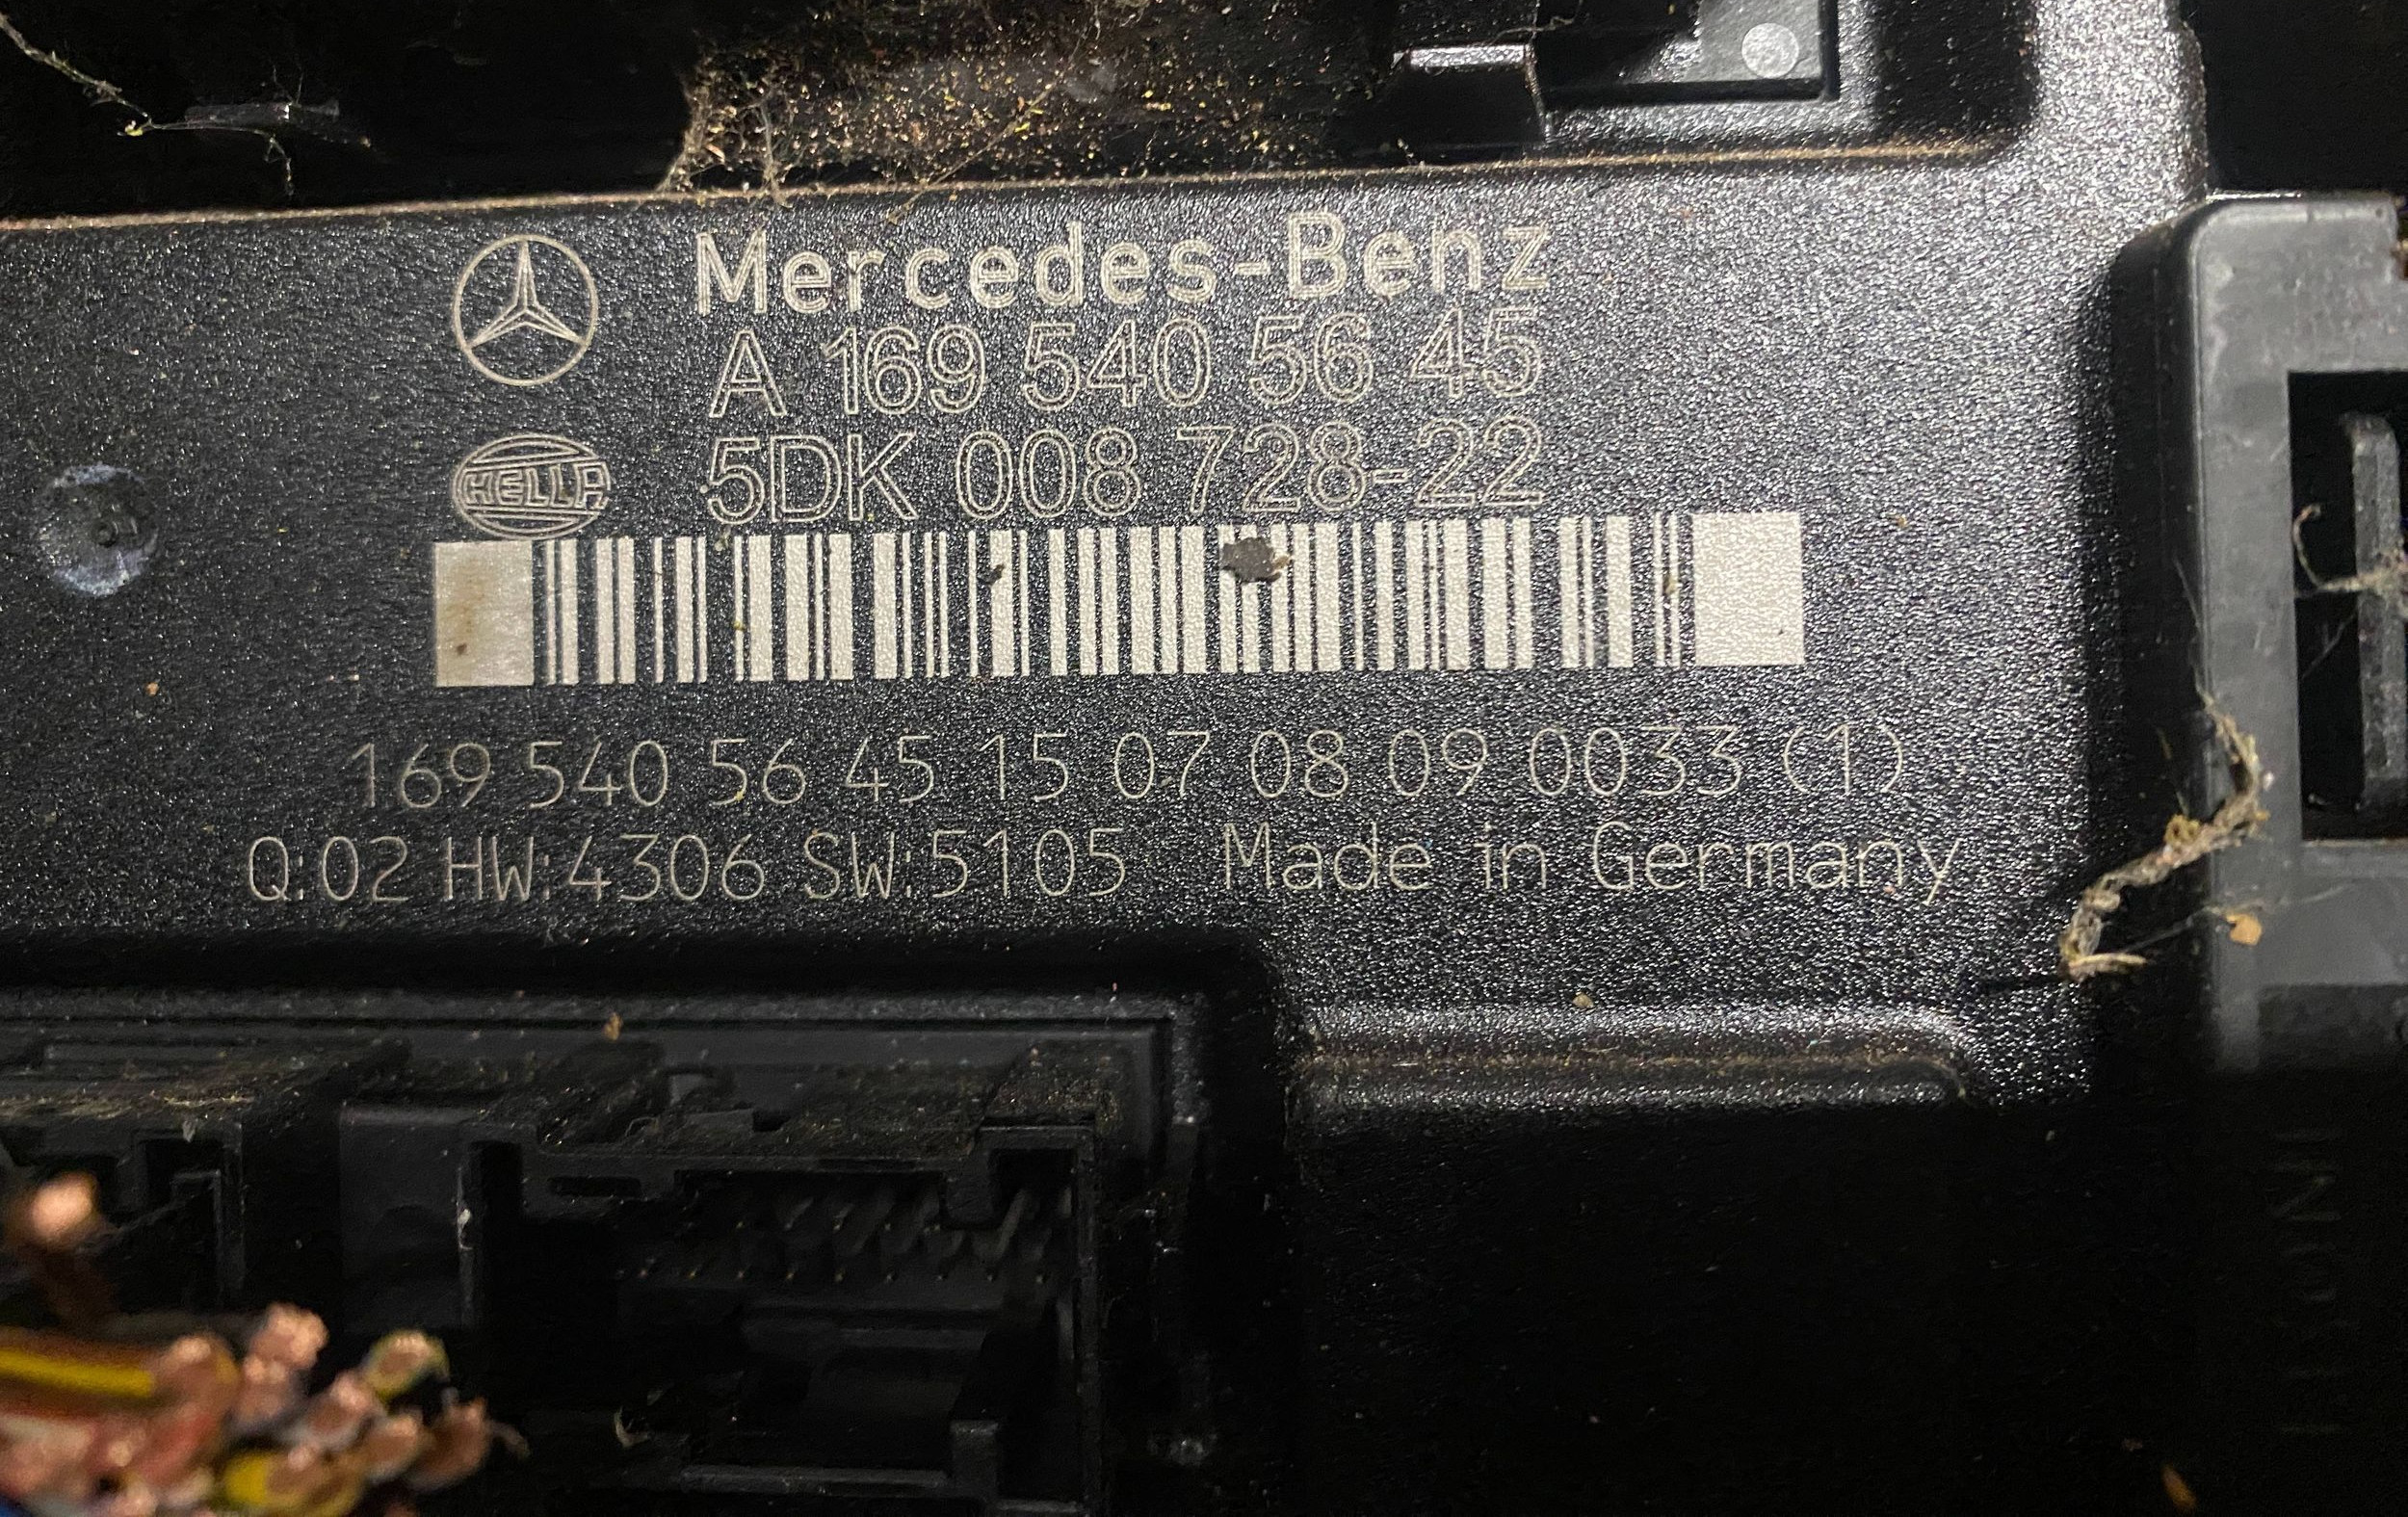 Mercedes-Benz
A 169 540 56 45
HELLA
5DK 008 728-22
169 540 56 45 15 07 08 09 0033 (1)
Q:02 HW:4306 SW:5105 Made in Germany